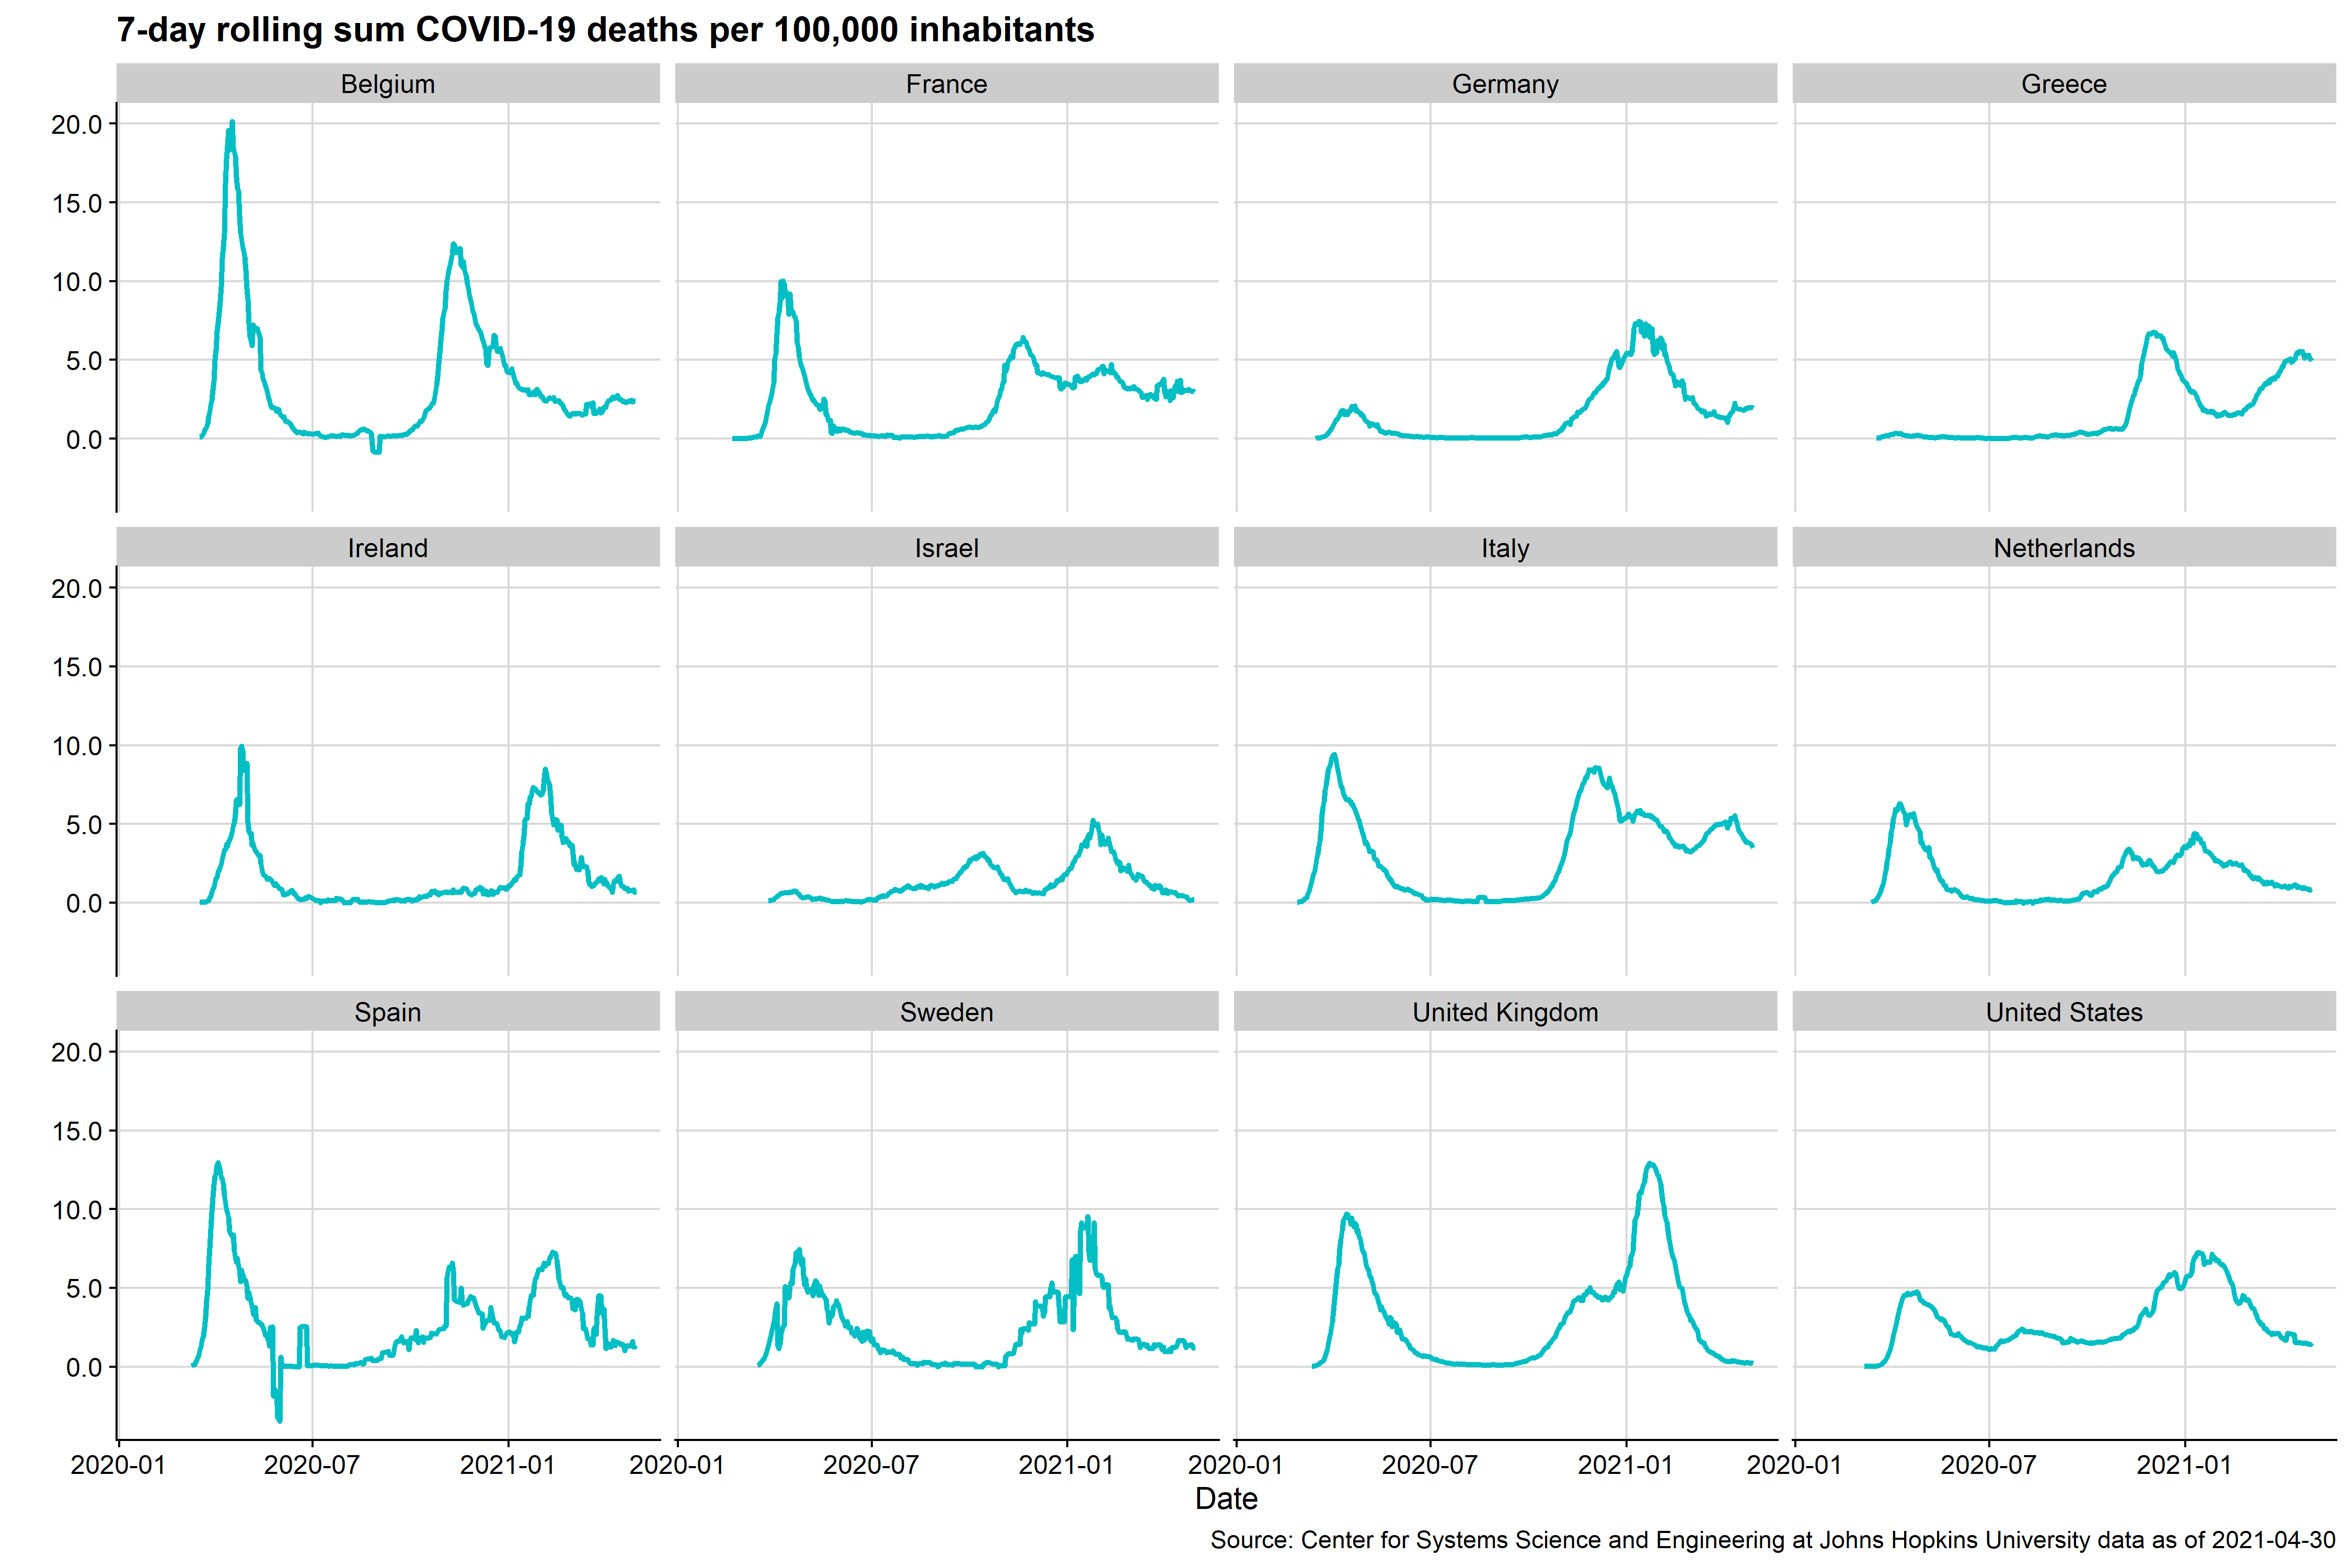 7-day rolling sum COVID-19 deaths per 100,000 inhabitants
Belgium France Germany Greece
20.0
15.0
10.0
5.0
0.0
Ireland Israel Italy Netherlands
20.0
15.0
10.0
5.0
0.0
Spain Sweden United Kingdom United States
20.0
15.0
10.0
5.0
0.0
2020-01 2020-07 2021-01 2020-01 2020-07 2021-01 2020-01 2020-07 2021-01 2020-01 2020-07 2021-01
Date
Source: Center for Systems Science and Engineering at Johns Hopkins University data as of 2021-04-30